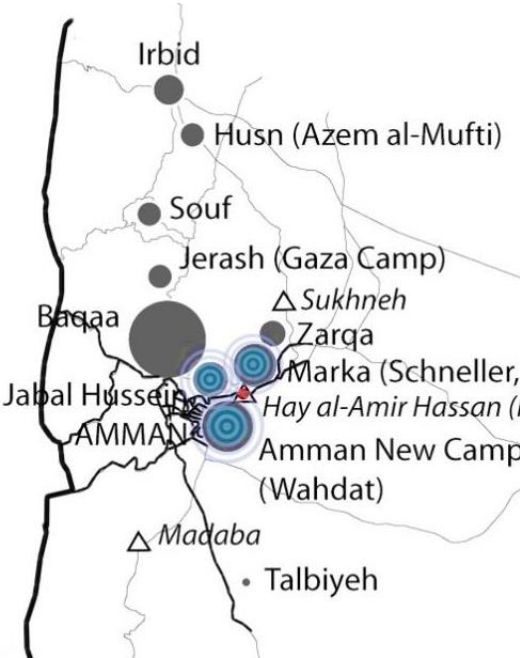 Irbid
Husn (Azem al-Mufti)
Souf
Jerash (Gaza Camp)
Sukhneh
Baqaa
Zarqa
Marka (Schneller,
Jabal Hussein
Hay al-Amir Hassan (
AMMAN
Amman New Camp
(Wahdat)
Madaba
Talbiyeh